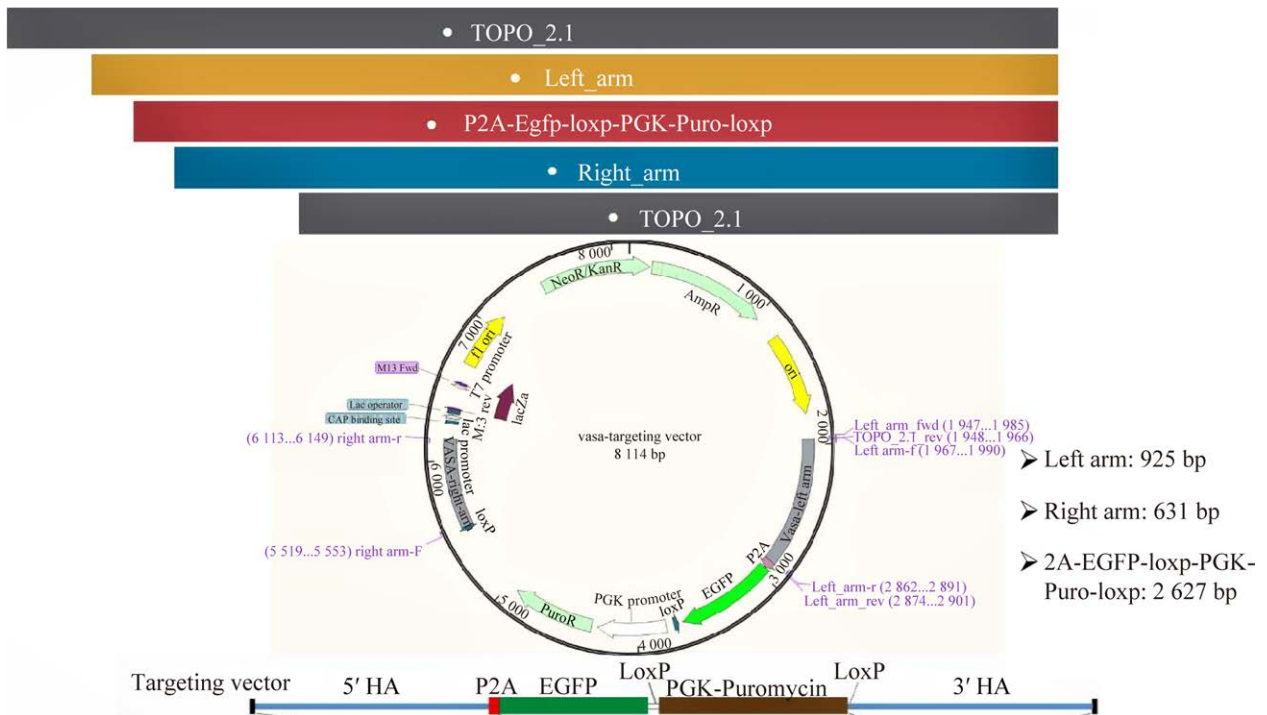 TOPO_2.1
Left_arm
P2A-Egfp-loxp-PGK-Puro-loxp
Right_arm
TOPO_2.1
8 000
NeoR/KanR
AmpR
1 000
7 000
f1 ori
ori
M13 Fwd
T7 promoter
lacZa
Lac operator
M:3 rev
CAP binding site
lac promoter
2 000
Left_arm_fwd (1 947...1 985)
TOPO_2.1_rev (1 948...1 966)
Left arm-f (1 967...1 990)
(6 113...6 149) right arm-r
vasa-targeting vector
8 114 bp
VASA-right-arm
6 000
Vasa-left arm
loxP
(5 519...5 553) right arm-F
P2A
3 000
EGFP
Left_arm-r (2 862...2 891)
Left_arm_rev (2 874...2 901)
PGK promoter
loxP
PuroR
5 000
4 000
➢ Left arm: 925 bp
➢ Right arm: 631 bp
➢ 2A-EGFP-loxp-PGK-
Puro-loxp: 2 627 bp
Targeting vector
5′ HA
P2A
EGFP
LoxP
PGK-Puromycin
LoxP
3′ HA